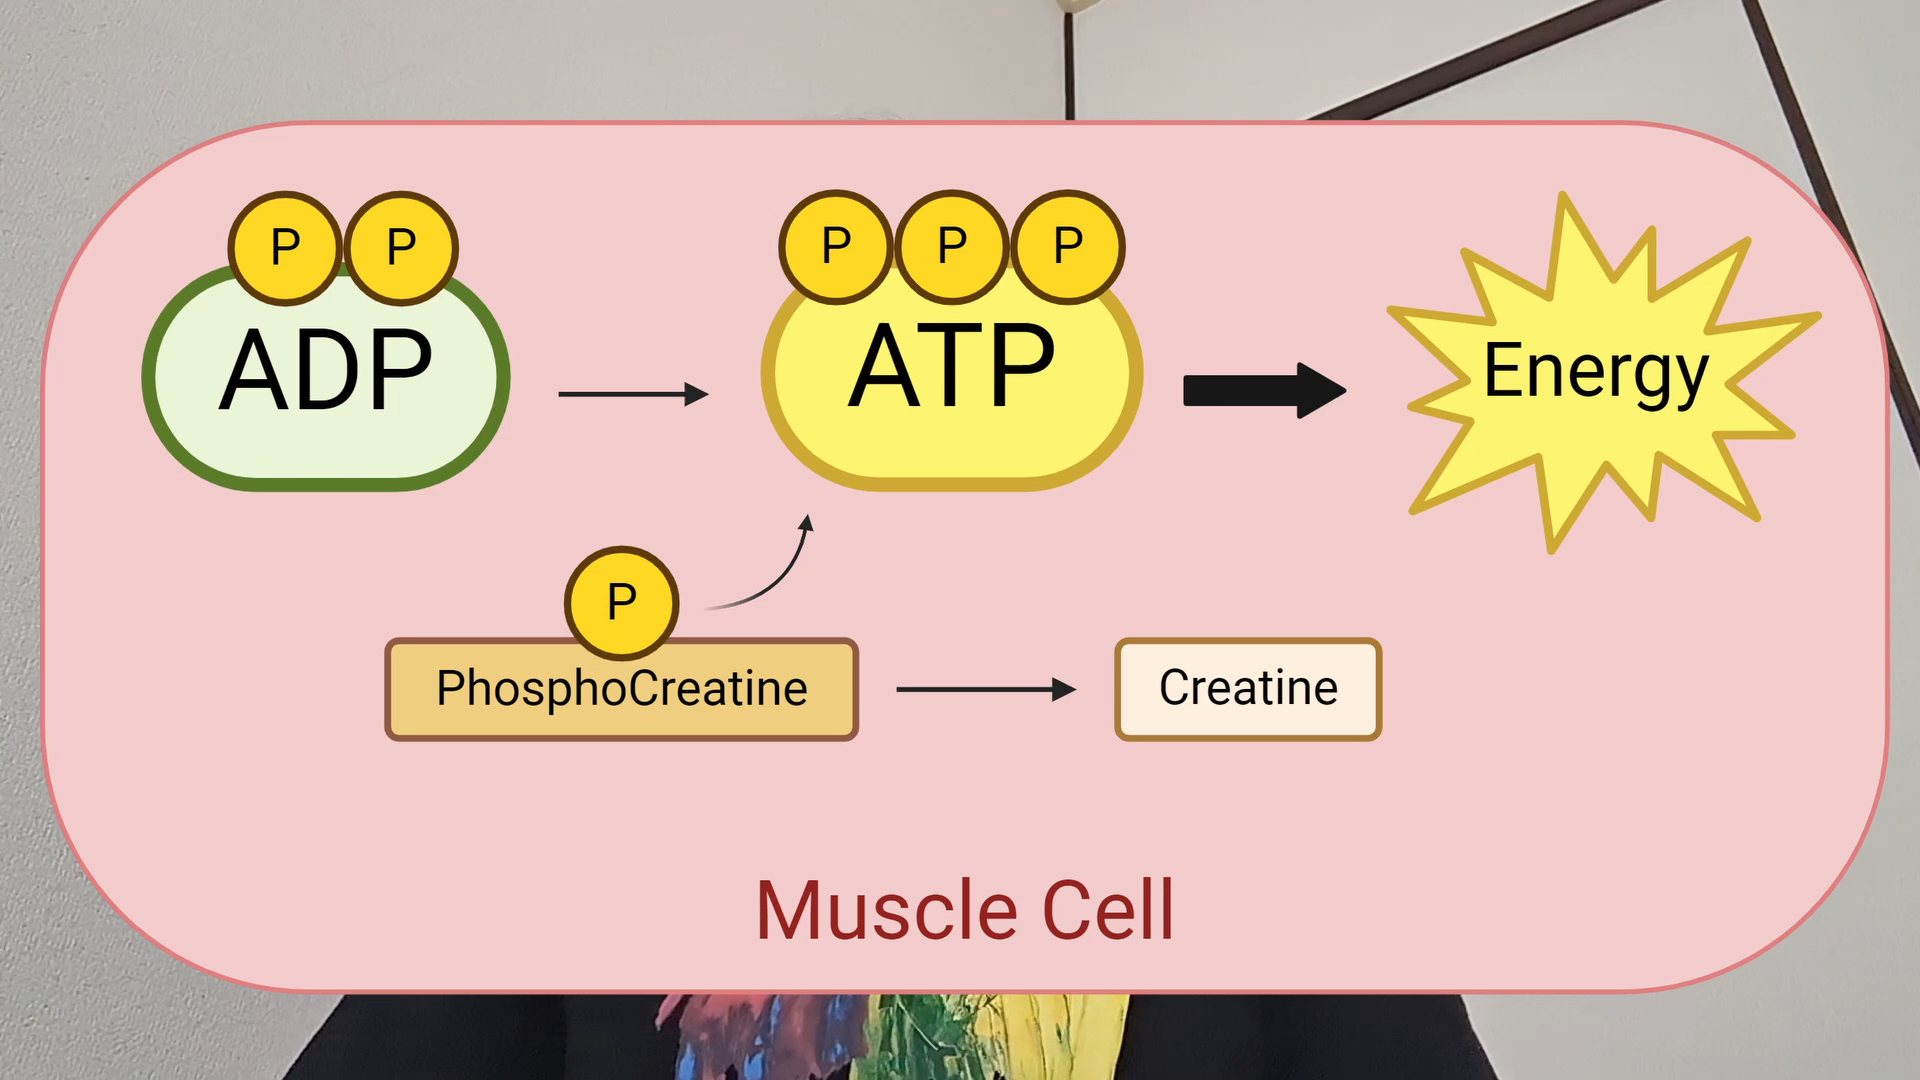 P P
ADP
P P P
ATP
Energy
P
PhosphoCreatine
Creatine
Muscle Cell